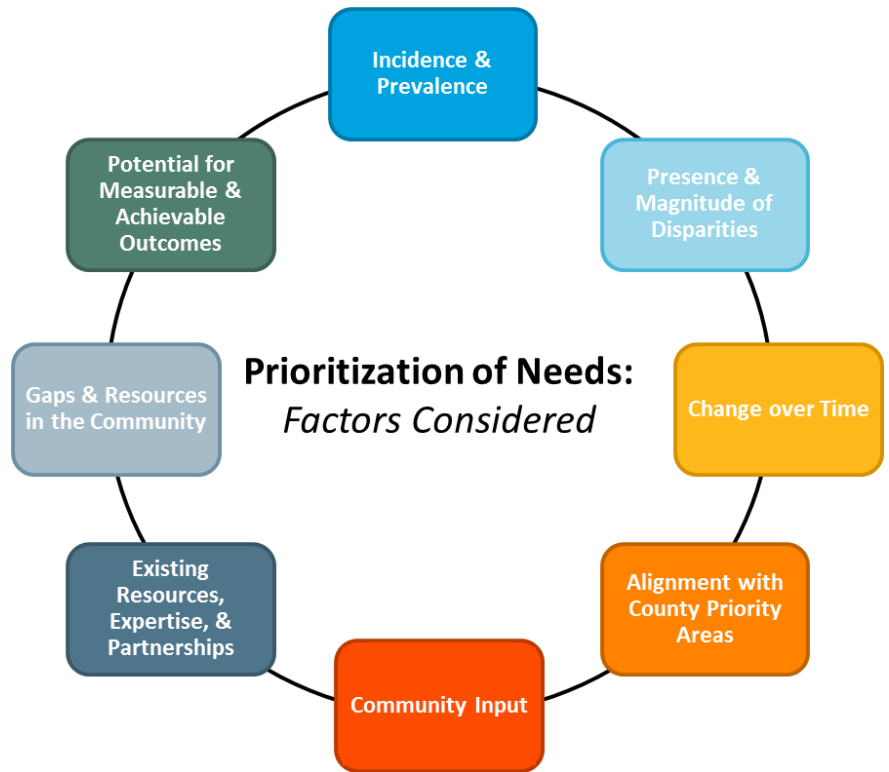 Incidence &
Prevalence
Presence &
Magnitude of
Disparities
Change over Time
Alignment with
County Priority
Areas
Community Input
Existing
Resources,
Expertise, &
Partnerships
Gaps & Resources
in the Community
Potential for
Measurable &
Achievable
Outcomes
Prioritization of Needs:
Factors Considered